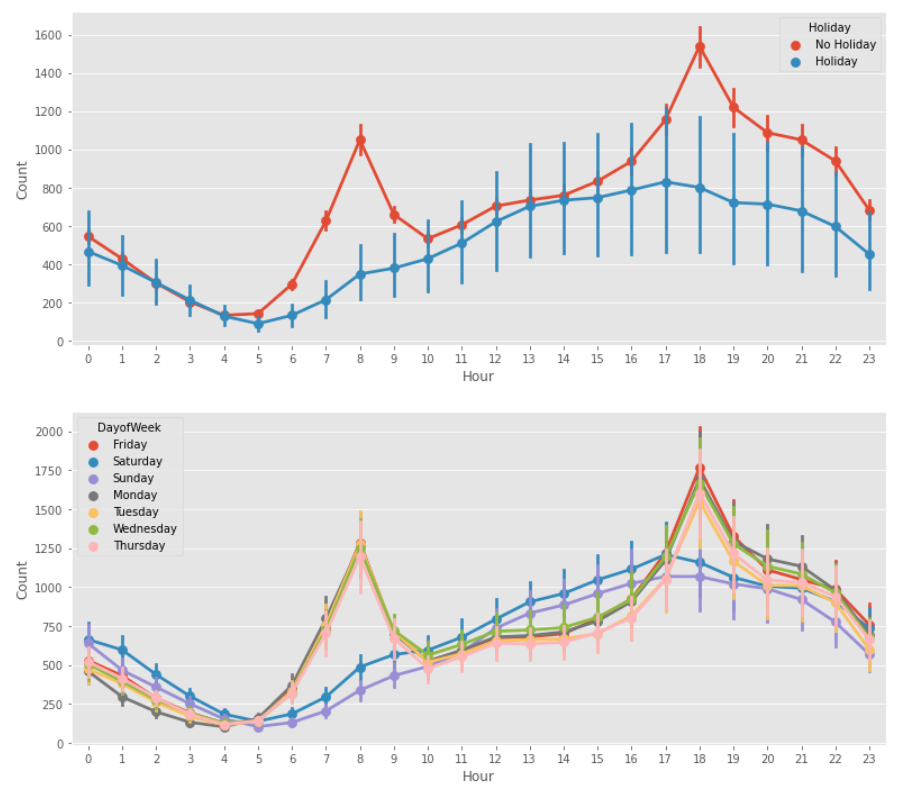 Holiday
No Holiday
Holiday
1600
1400
1200
1000
800
600
400
200
0
Count
0 1 2 3 4 5 6 7 8 9 10 11 12 13 14 15 16 17 18 19 20 21 22 23
Hour
DayofWeek
Friday
Saturday
Sunday
Monday
Tuesday
Wednesday
Thursday
2000
1750
1500
1250
1000
750
500
250
0
Count
0 1 2 3 4 5 6 7 8 9 10 11 12 13 14 15 16 17 18 19 20 21 22 23
Hour